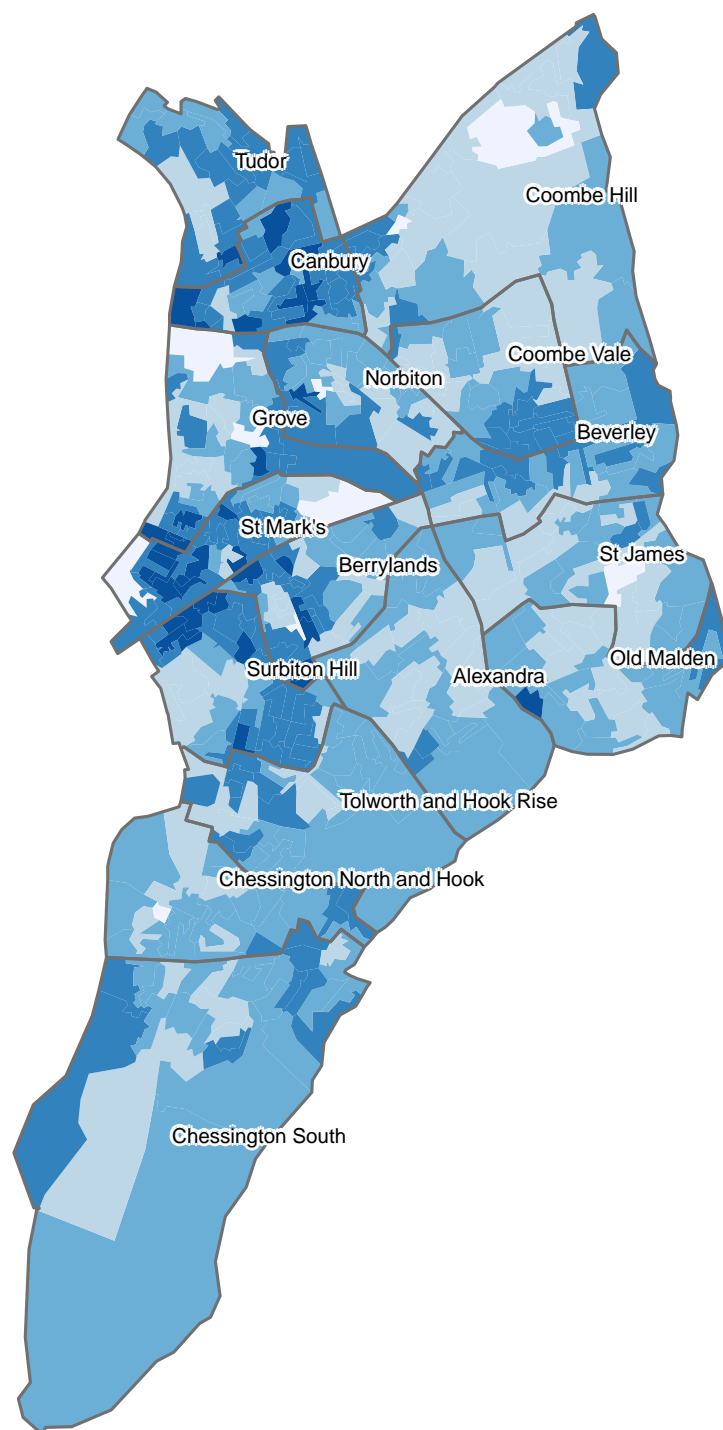 Tudor
Coombe Hill
Canbury
Coombe Vale
Norbiton
Grove
Beverley
St Mark's
St James
Berrylands
Old Malden
Surbiton Hill
Alexandra
Tolworth and Hook Rise
Chessington North and Hook
Chessington South